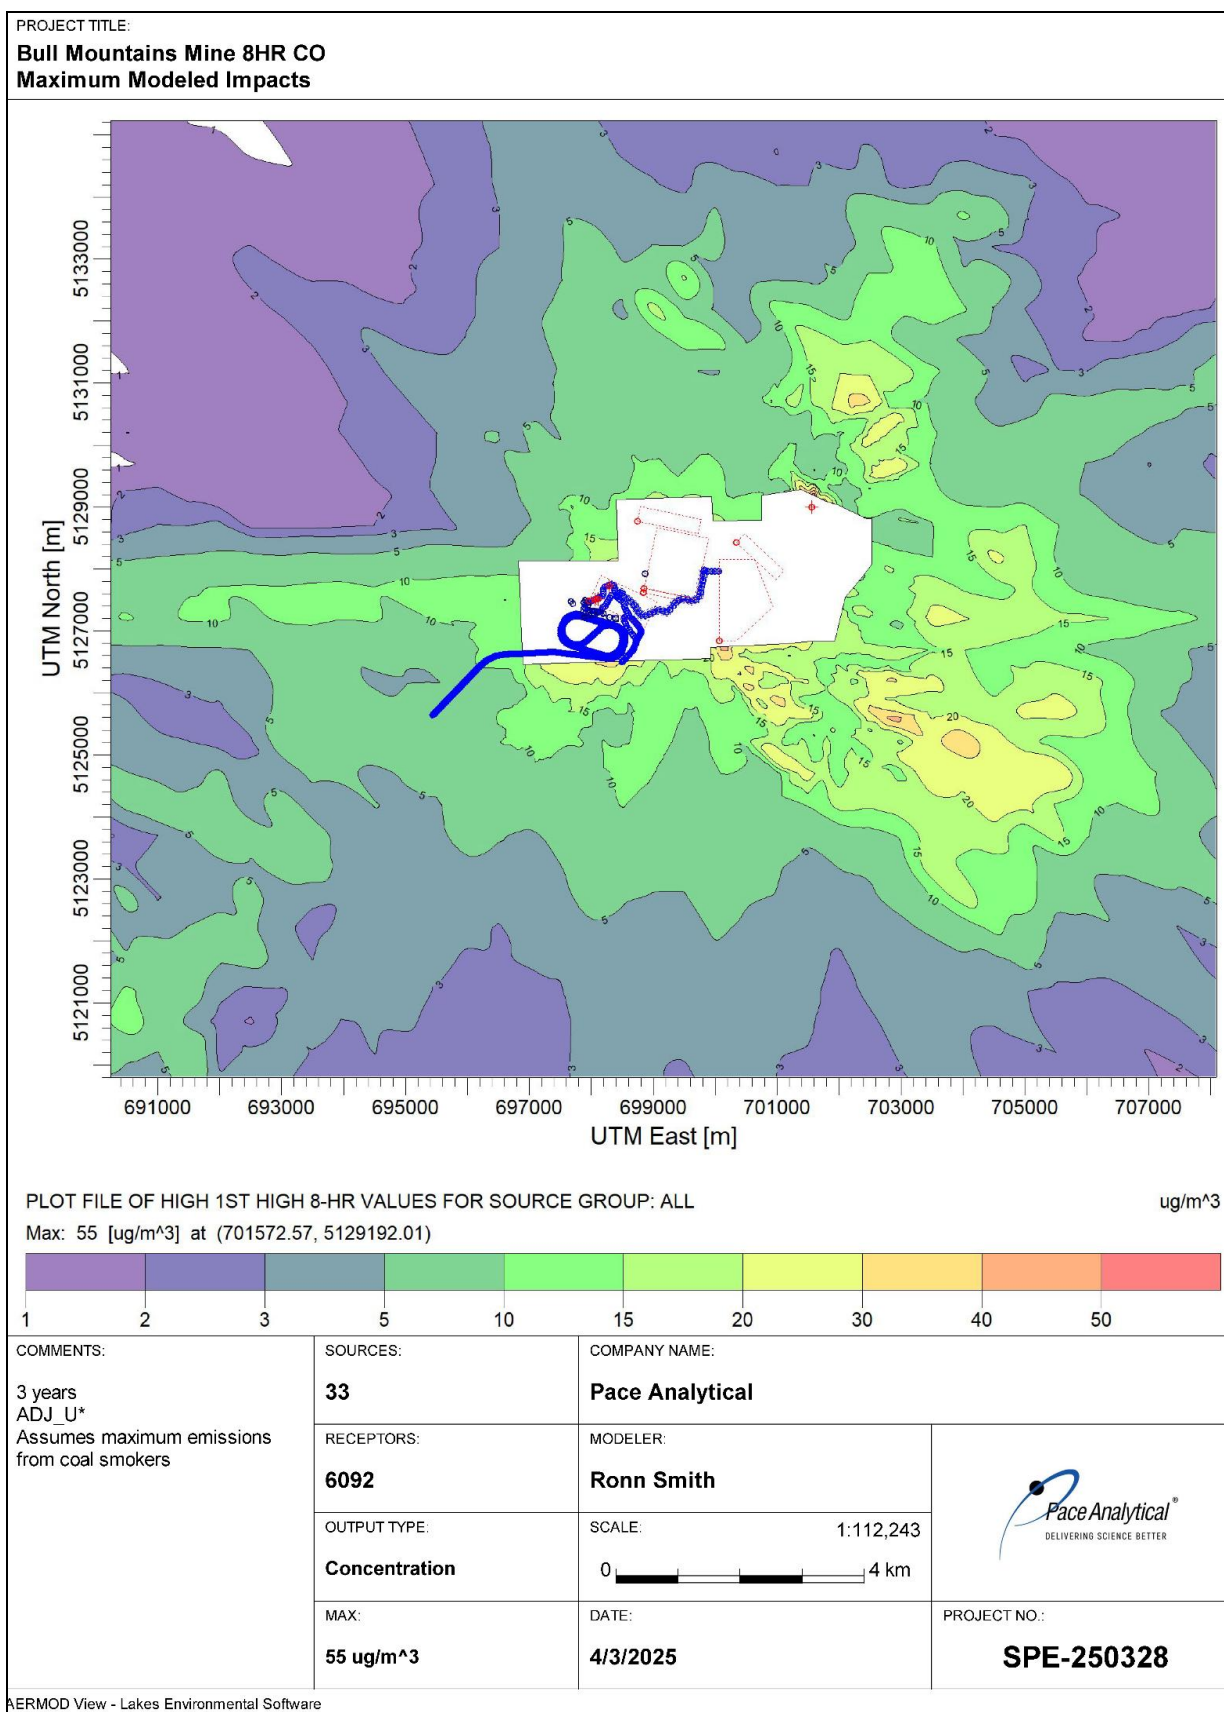 PROJECT TITLE:
Bull Mountains Mine 8HR CO
Maximum Modeled Impacts
UTM North [m]
5133000
5131000
5129000
5127000
5125000
5123000
5121000
691000 693000 695000 697000 699000 701000 703000 705000 707000
UTM East [m]
PLOT FILE OF HIGH 1ST HIGH 8-HR VALUES FOR SOURCE GROUP: ALL ug/m^3
Max: 55 [ug/m^3] at (701572.57, 5129192.01)
1 2 3 5 10 15 20 30 40 50
COMMENTS:
3 years
ADJ_U*
Assumes maximum emissions
from coal smokers
SOURCES:
33
COMPANY NAME:
Pace Analytical
RECEPTORS:
6092
MODELER:
Ronn Smith
OUTPUT TYPE:
Concentration
SCALE: 1:112,243
0 4 km
Pace Analytical®
DELIVERING SCIENCE BETTER
MAX:
55 ug/m^3
DATE:
4/3/2025
PROJECT NO.:
SPE-250328
AERMOD View - Lakes Environmental Software